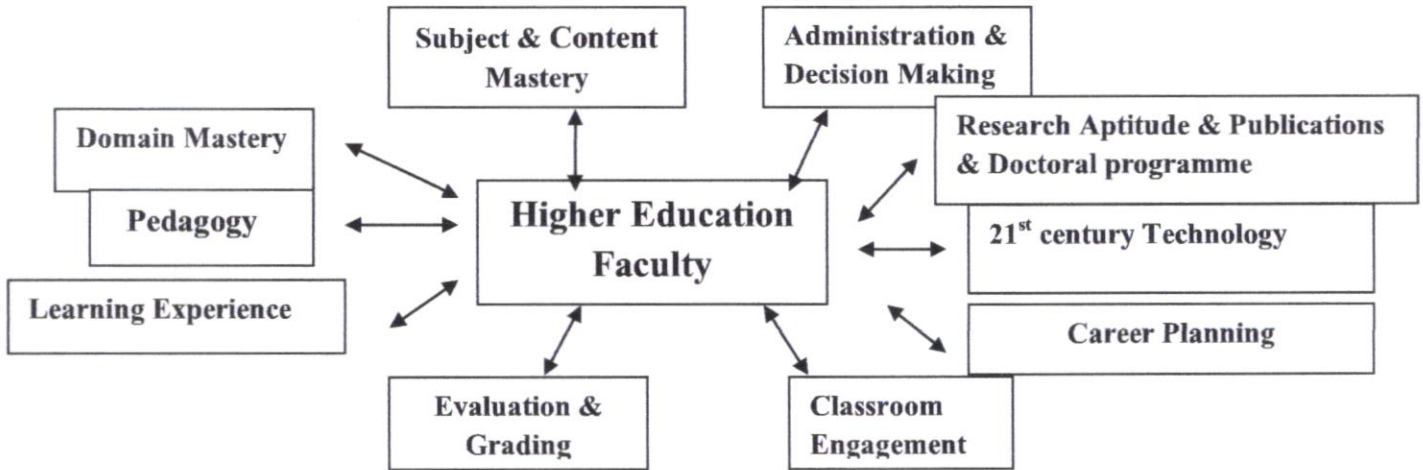 Subject & Content
Mastery
Administration &
Decision Making
Domain Mastery
Research Aptitude & Publications
& Doctoral programme
Pedagogy
Higher Education
Faculty
21st century Technology
Learning Experience
Career Planning
Evaluation &
Grading
Classroom
Engagement